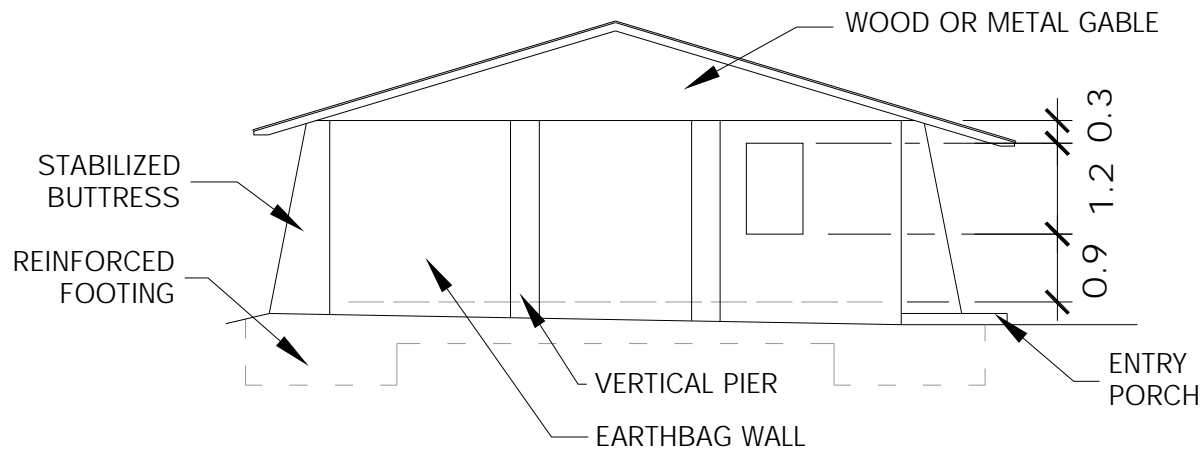 WOOD OR METAL GABLE
0.3
STABILIZED
BUTTRESS
1.2
REINFORCED
FOOTING
0.9
VERTICAL PIER
ENTRY
PORCH
EARTHBAG WALL